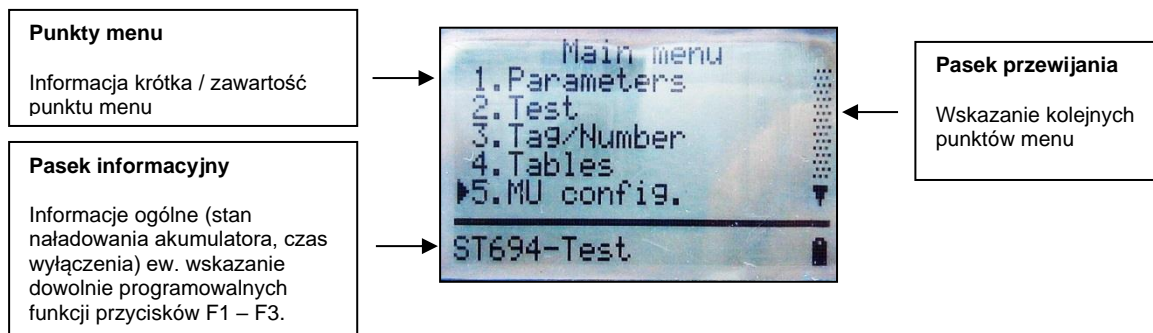 Punkty menu
Informacja krótka / zawartość
punktu menu
Pasek informacyjny
Informacje ogólne (stan
naładowania akumulatora, czas
wyłączenia) ew. wskazanie
dowolnie programowalnych
funkcji przycisków F1 – F3.
Main menu
1.Parameters
2.Test
3.Tag/Number
4.Tables
5.MU config.
ST694-Test
Pasek przewijania
Wskazanie kolejnych
punktów menu